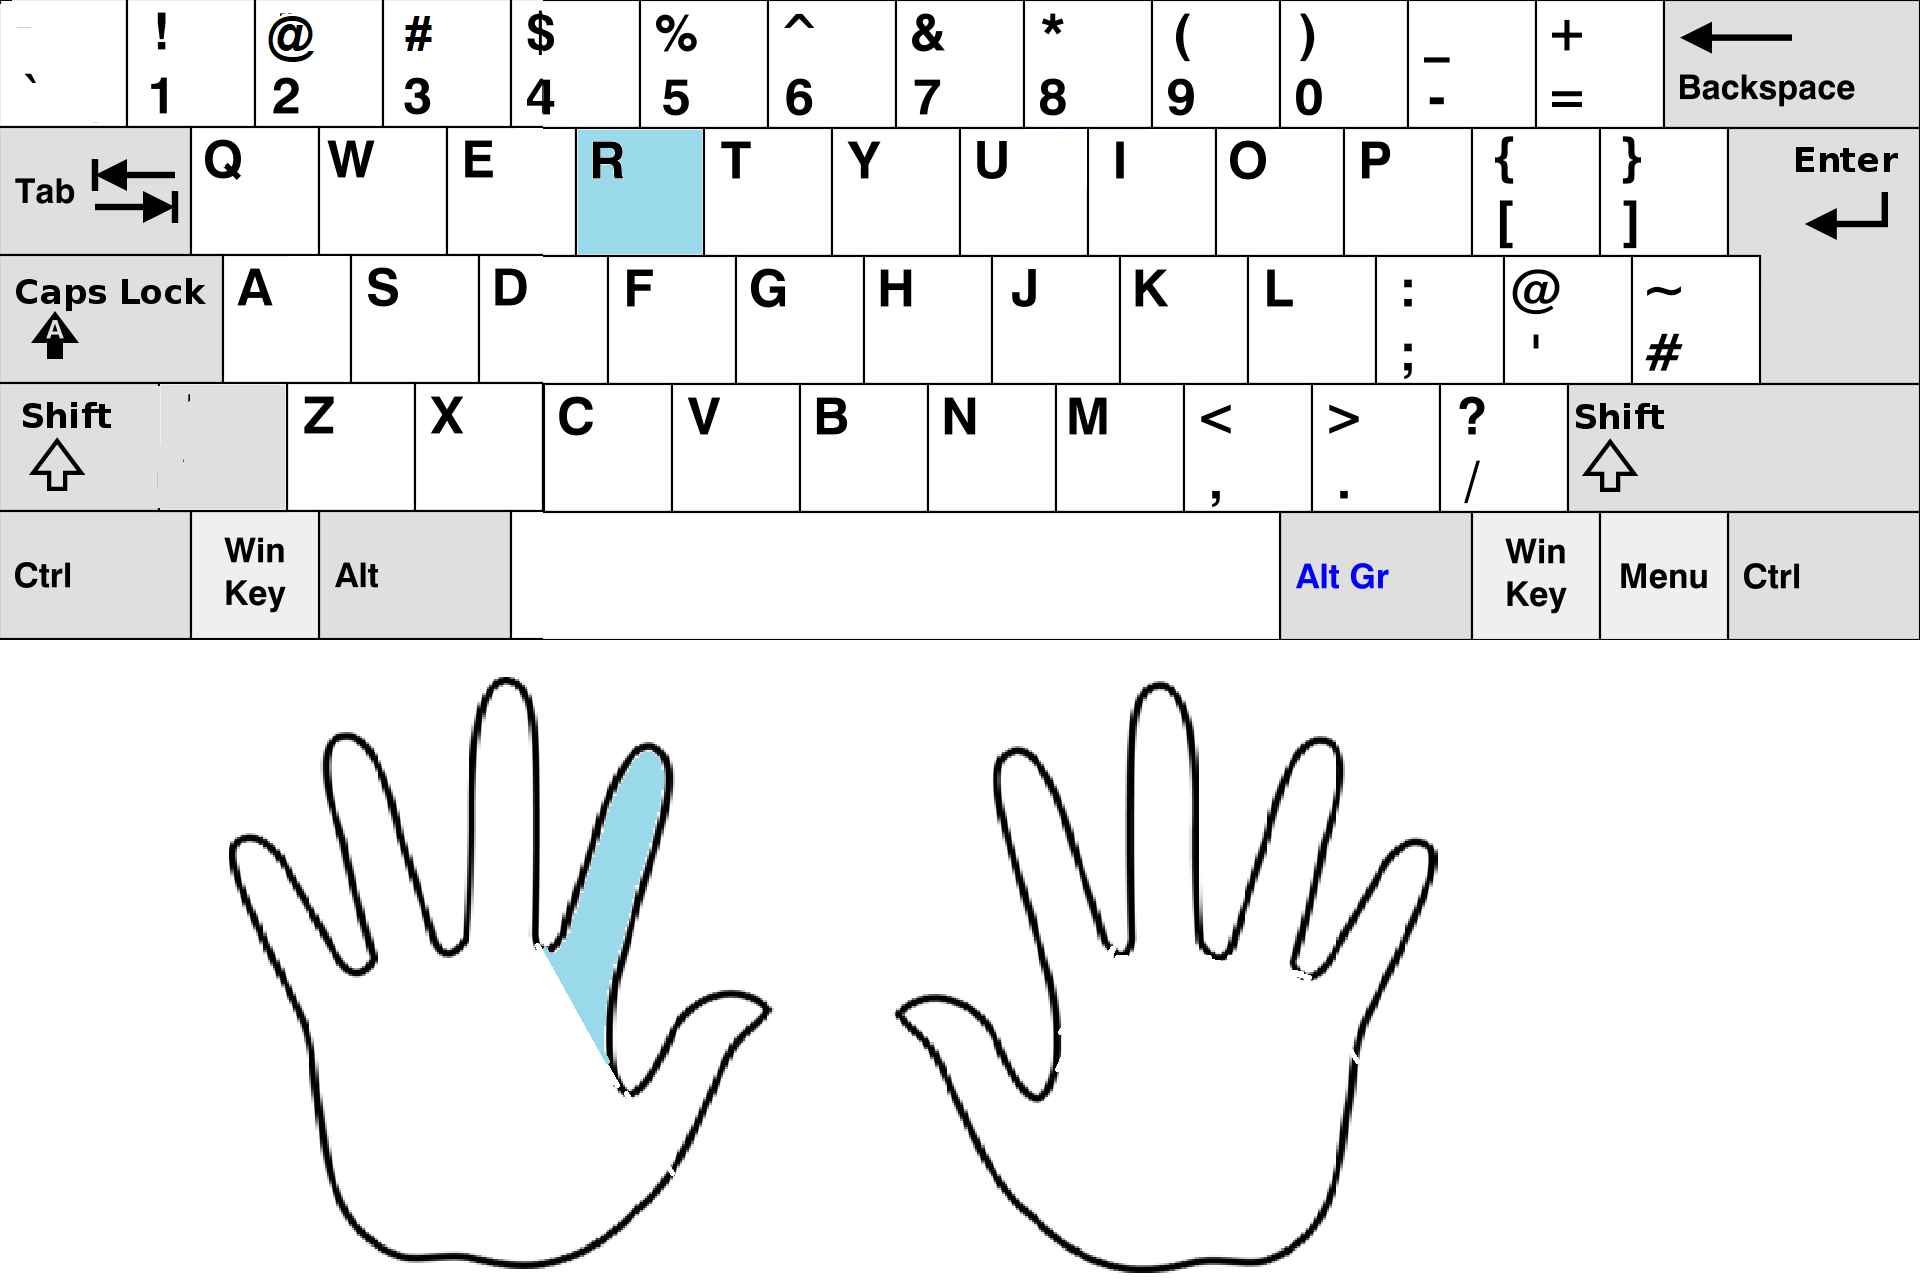 ! @ # $ % ^ & * ( ) _ +
` 1 2 3 4 5 6 7 8 9 0 - = Backspace
Tab Q W E R T Y U I O P { } Enter
[ ]
Caps Lock A S D F G H J K L : @ ~
A ; ' #
Shift Z X C V B N M < > ? Shift
, . /
Ctrl Win Key Alt Alt Gr Win Key Menu Ctrl